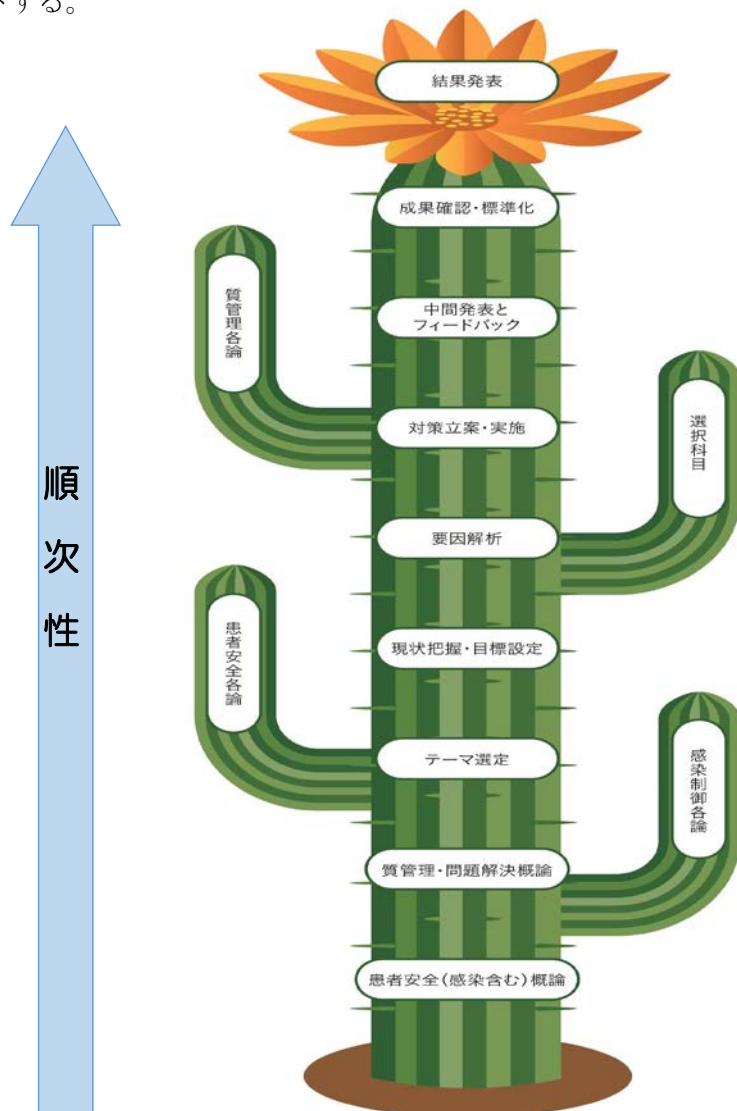 する。
結果発表
成果確認・標準化
質管理各論
中間発表と
フィードバック
対策立案・実施
選択科目
順次性
要因解析
患者安全各論
現状把握・目標設定
テーマ選定
感染制御各論
質管理・問題解決概論
患者安全(感染含む)概論